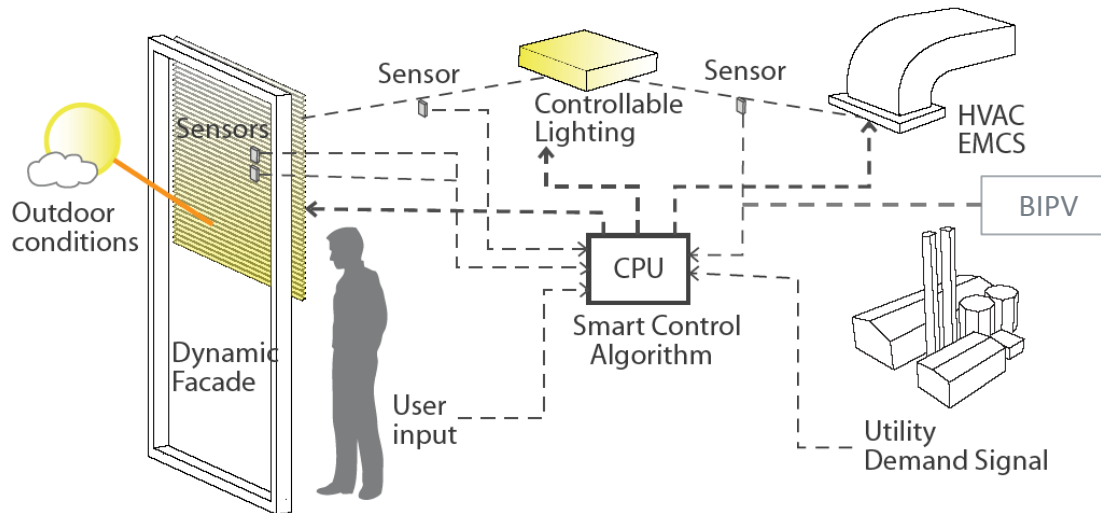 Sensor
Sensor
Controllable
Lighting
HVAC
EMCS
Sensors
Outdoor
conditions
BIPV
CPU
Smart Control
Algorithm
Dynamic
Facade
User
input
Utility
Demand Signal